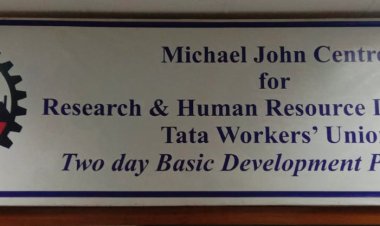 Michael John Centre
for
Research & Human Resource
Tata Workers' Union
Two day Basic Development